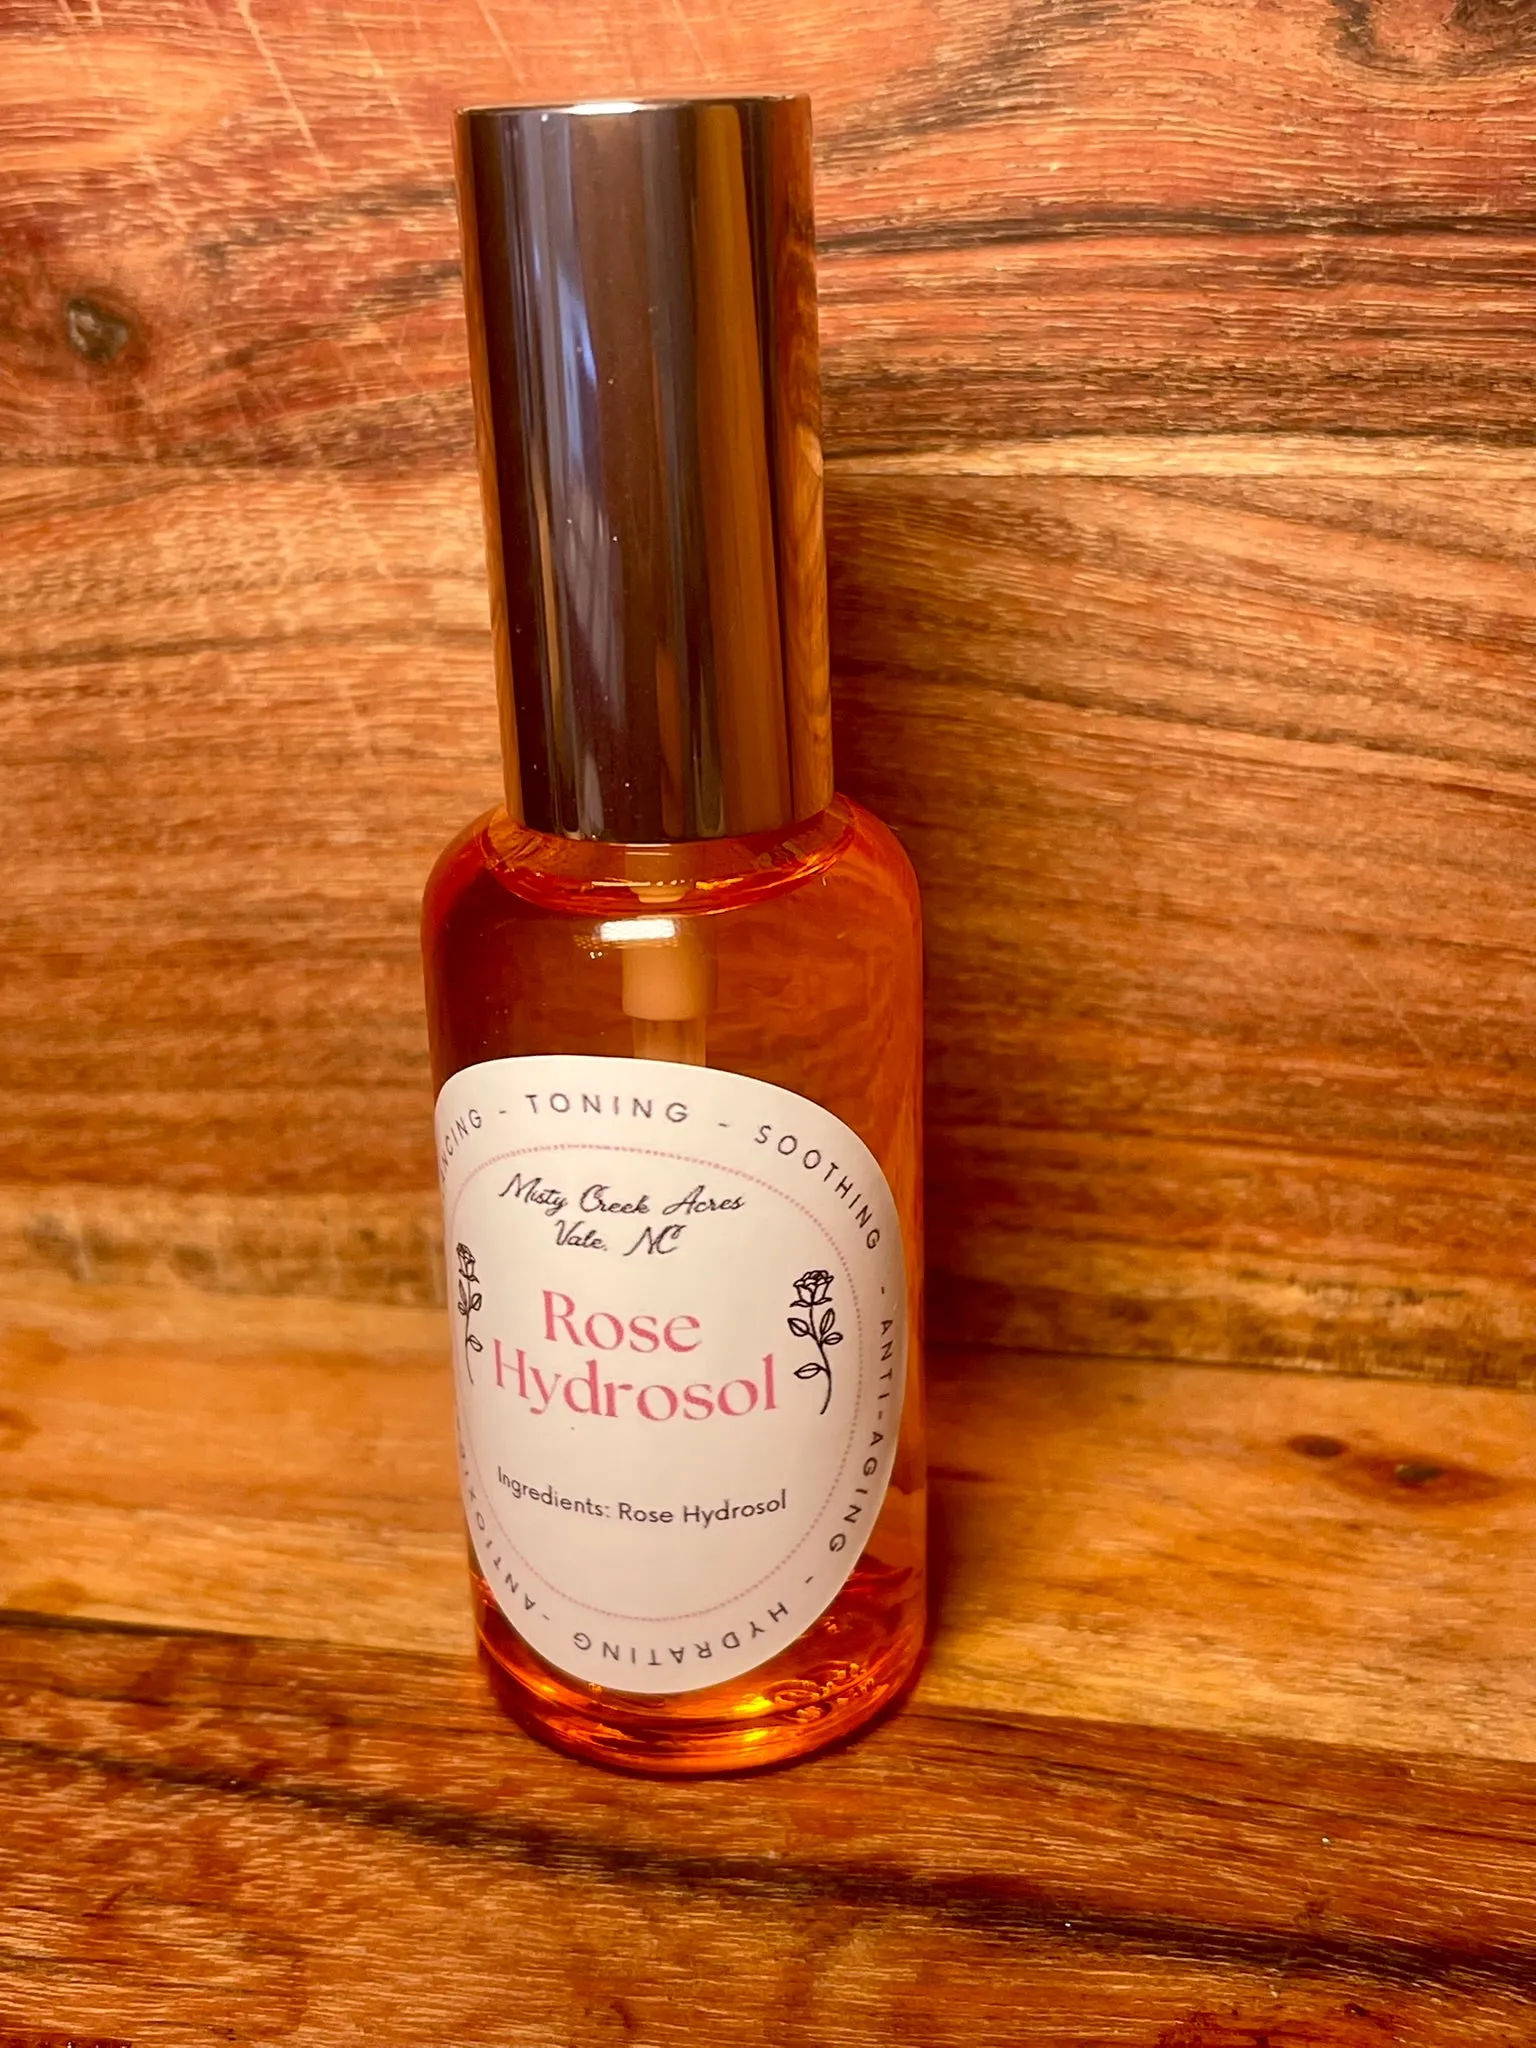 TONING - SOOTHING - ANTI-AGING - HYDRATING -
Misty Creek Acres
Vale, NC
Rose
Hydrosol
Ingredients: Rose Hydrosol